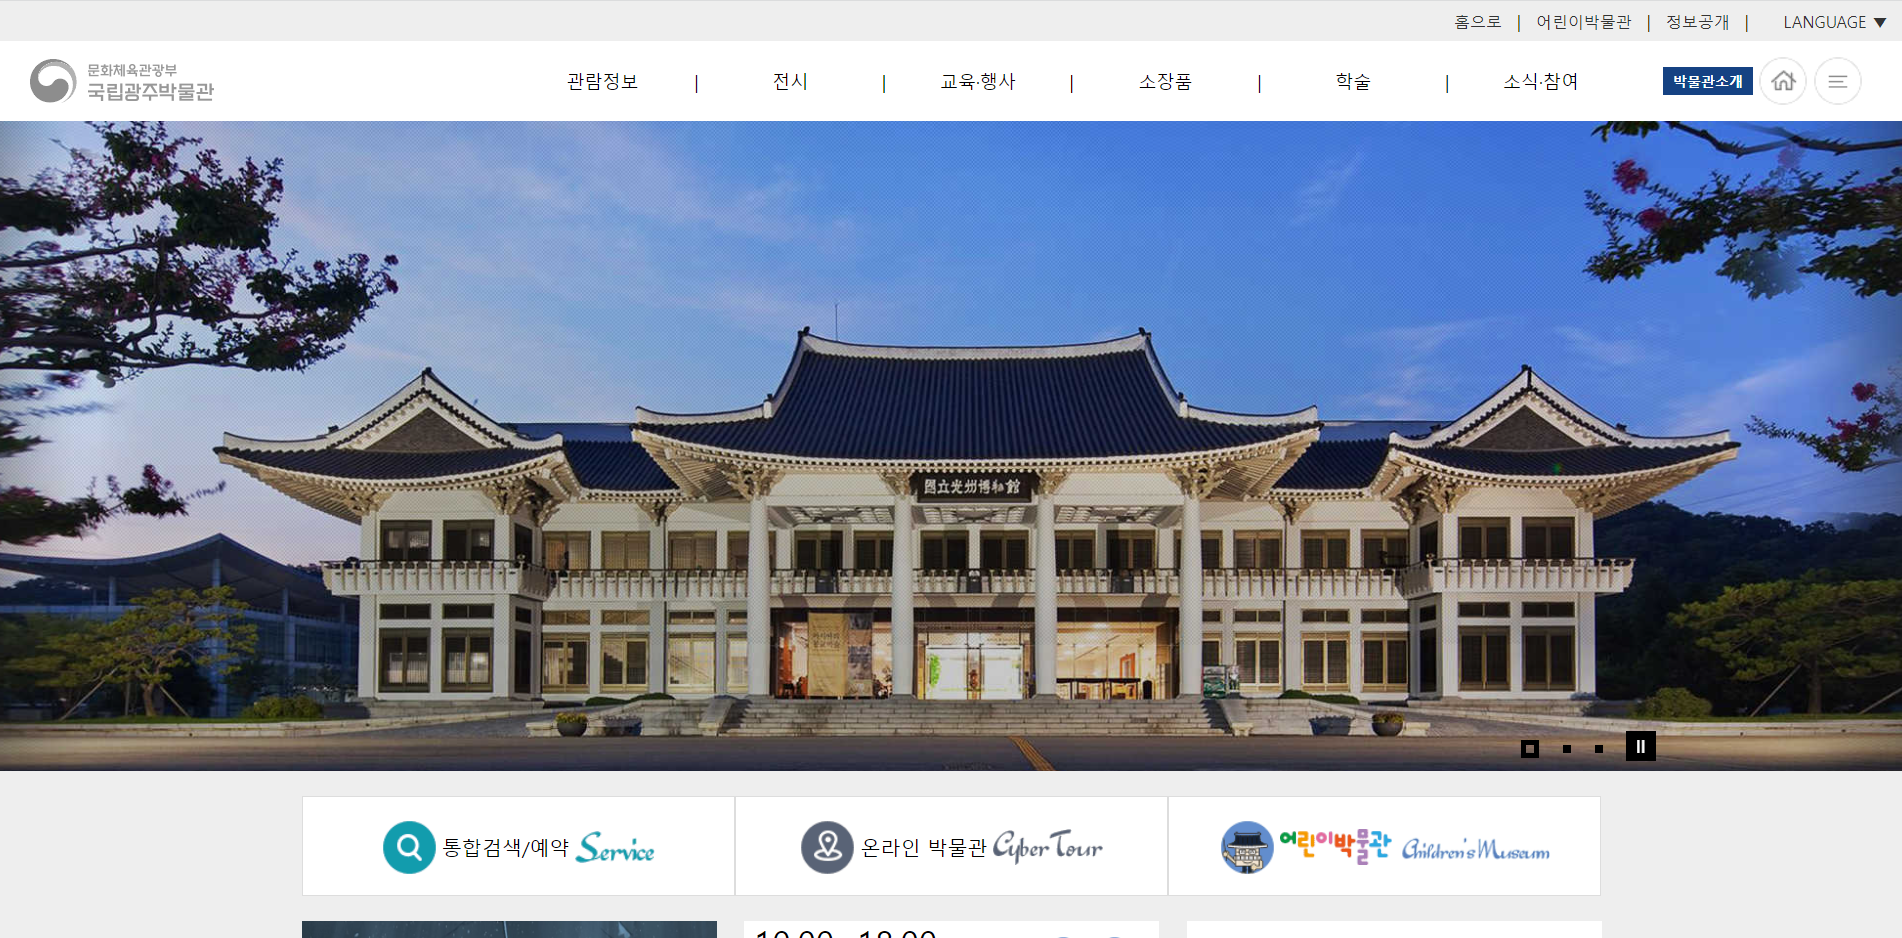 홈으로 | 어린이박물관 | 정보공개 | LANGUAGE ▼
문화체육관광부
국립광주박물관
관람정보 | 전시 | 교육·행사 | 소장품 | 학술 | 소식·참여
박물관소개
國立光州博物館
통합검색/예약 Service
온라인 박물관 Cyber Tour
어린이박물관 Children's Museum